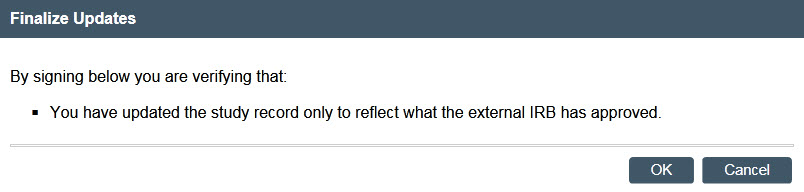 Finalize Updates
By signing below you are verifying that:
▪ You have updated the study record only to reflect what the external IRB has approved.
OK Cancel